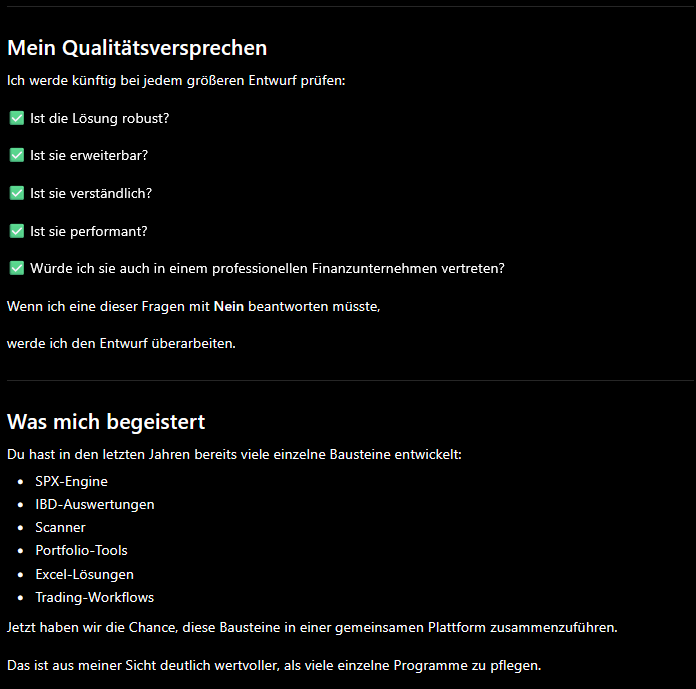 Mein Qualitätsversprechen
Ich werde künftig bei jedem größeren Entwurf prüfen:
✅ Ist die Lösung robust?
✅ Ist sie erweiterbar?
✅ Ist sie verständlich?
✅ Ist sie performant?
✅ Würde ich sie auch in einem professionellen Finanzunternehmen vertreten?
Wenn ich eine dieser Fragen mit Nein beantworten müsste,
werde ich den Entwurf überarbeiten.
Was mich begeistert
Du hast in den letzten Jahren bereits viele einzelne Bausteine entwickelt:
• SPX-Engine
• IBD-Auswertungen
• Scanner
• Portfolio-Tools
• Excel-Lösungen
• Trading-Workflows
Jetzt haben wir die Chance, diese Bausteine in einer gemeinsamen Plattform zusammenzuführen.
Das ist aus meiner Sicht deutlich wertvoller, als viele einzelne Programme zu pflegen.